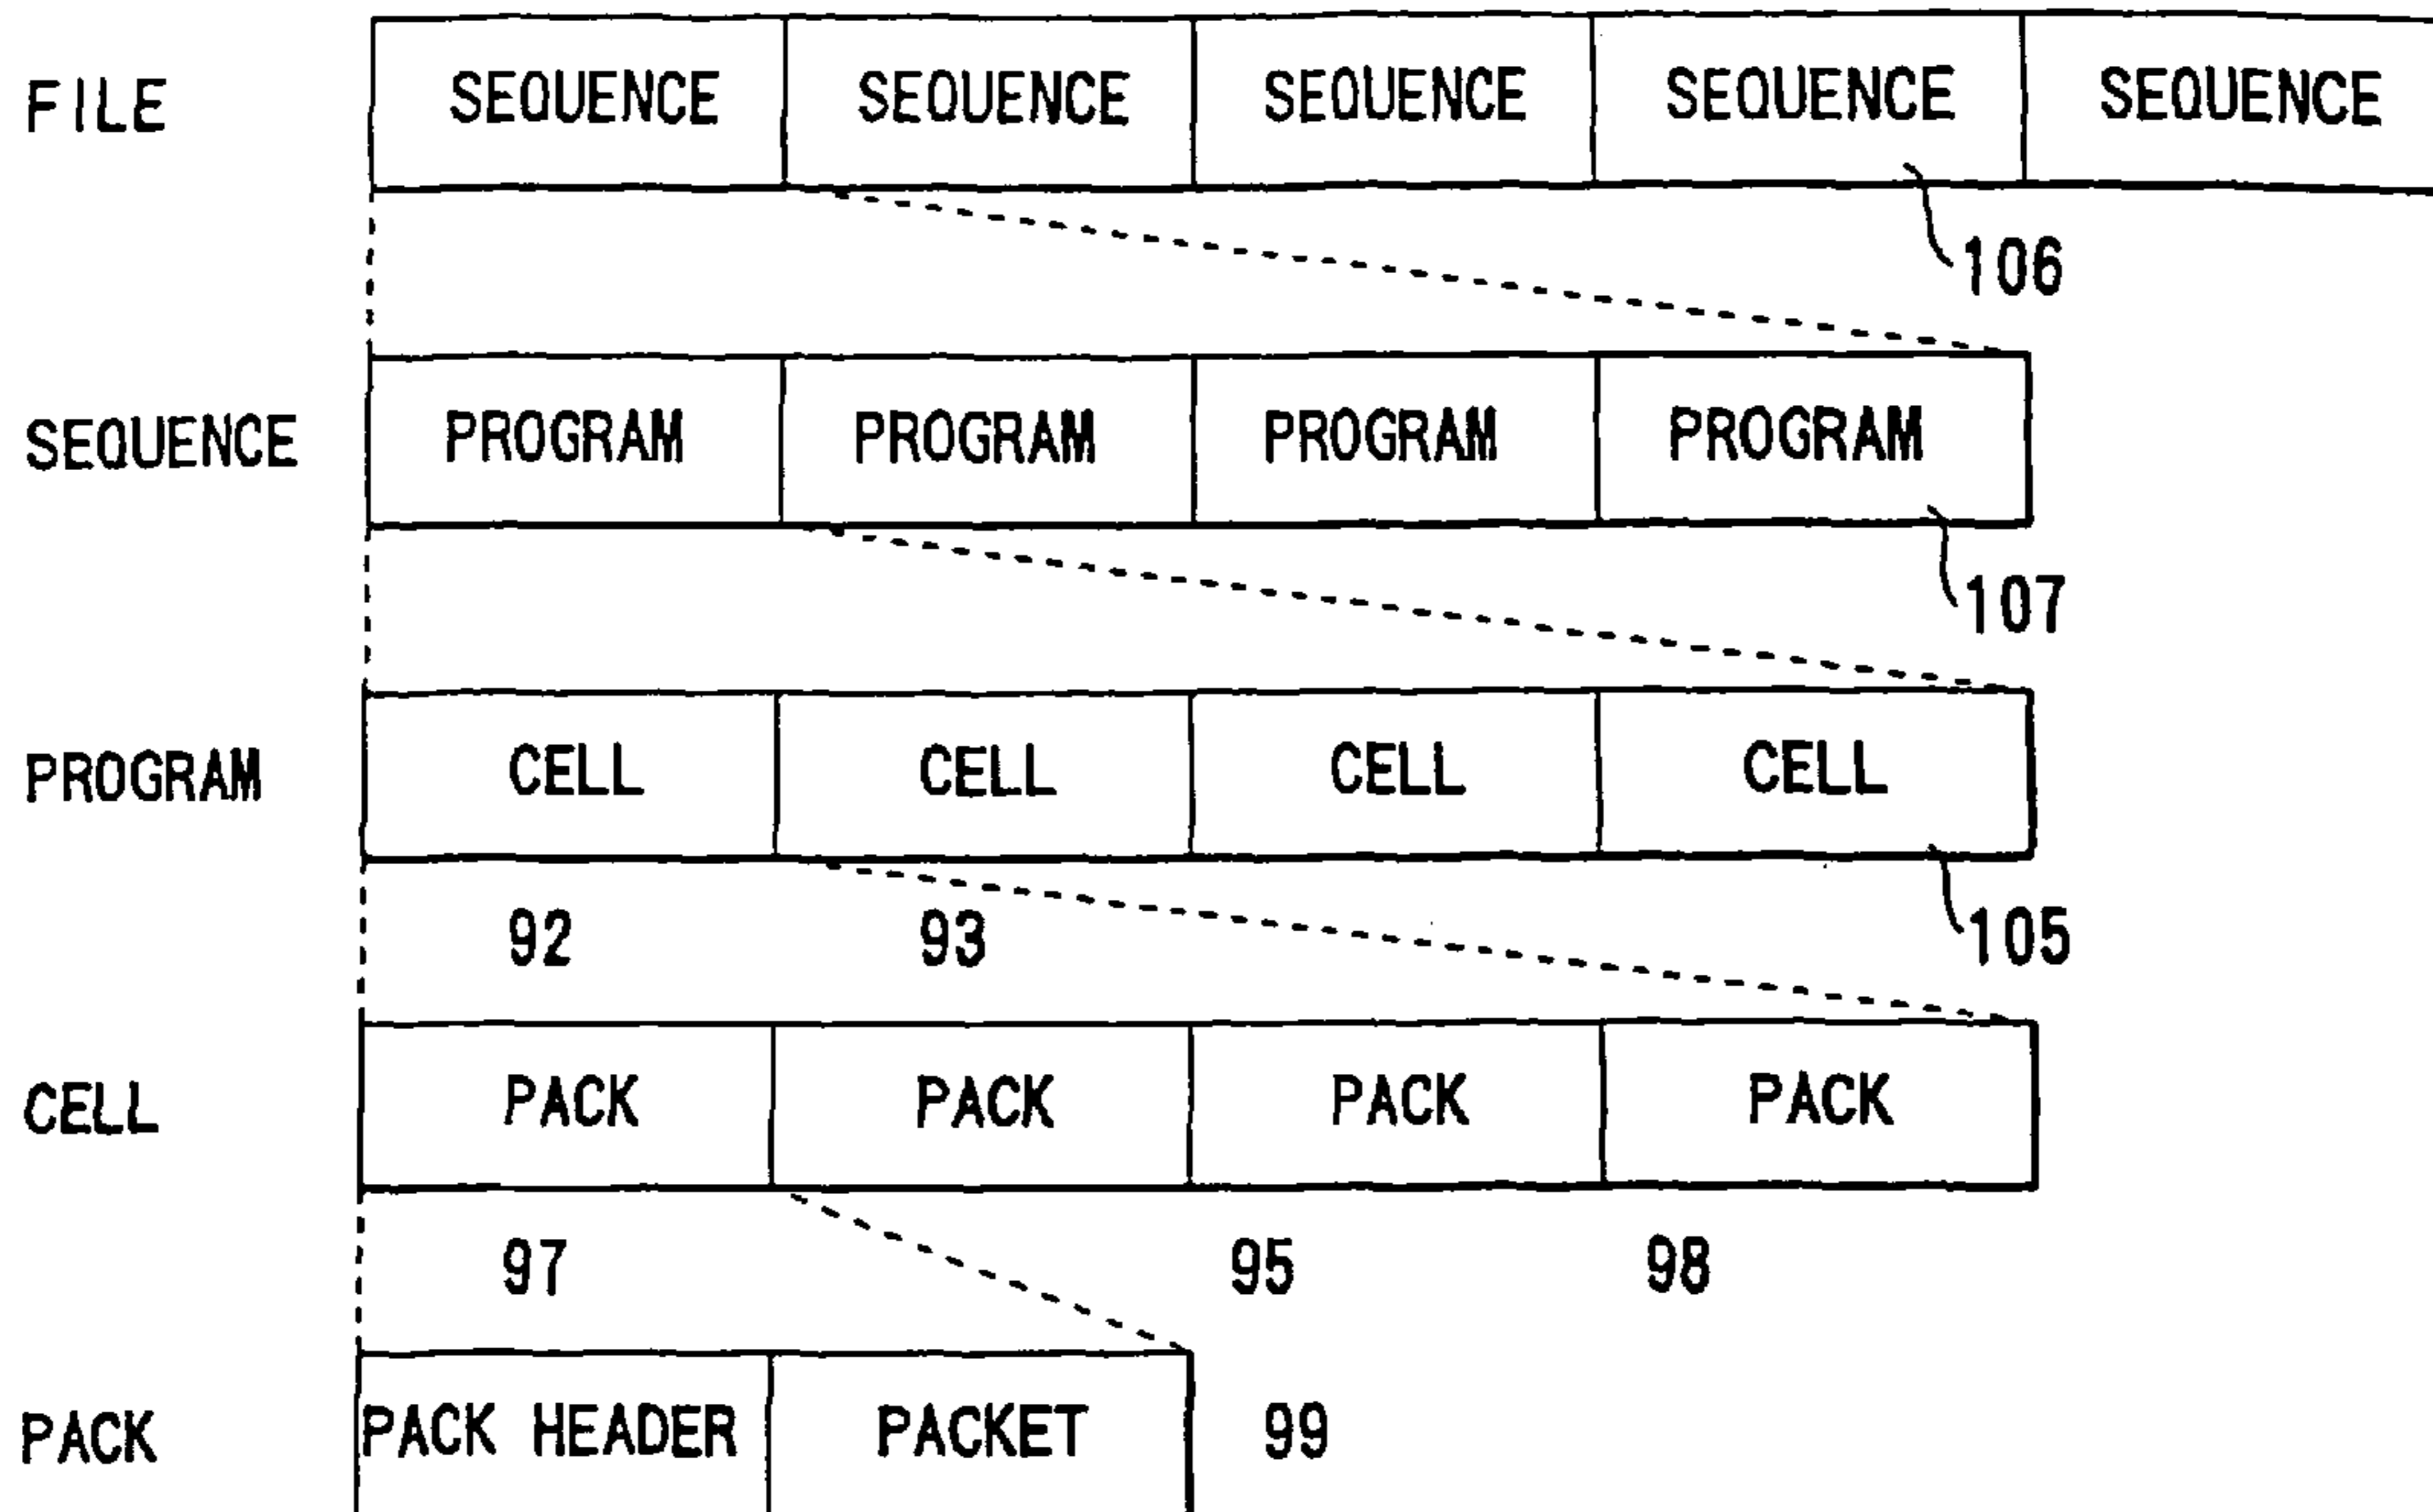 FILE SEQUENCE SEQUENCE SEQUENCE SEQUENCE SEQUENCE
106
SEQUENCE PROGRAM PROGRAM PROGRAM PROGRAM
107
PROGRAM CELL CELL CELL CELL
92 93 105
CELL PACK PACK PACK PACK
97 95 98
PACK PACK HEADER PACKET 99